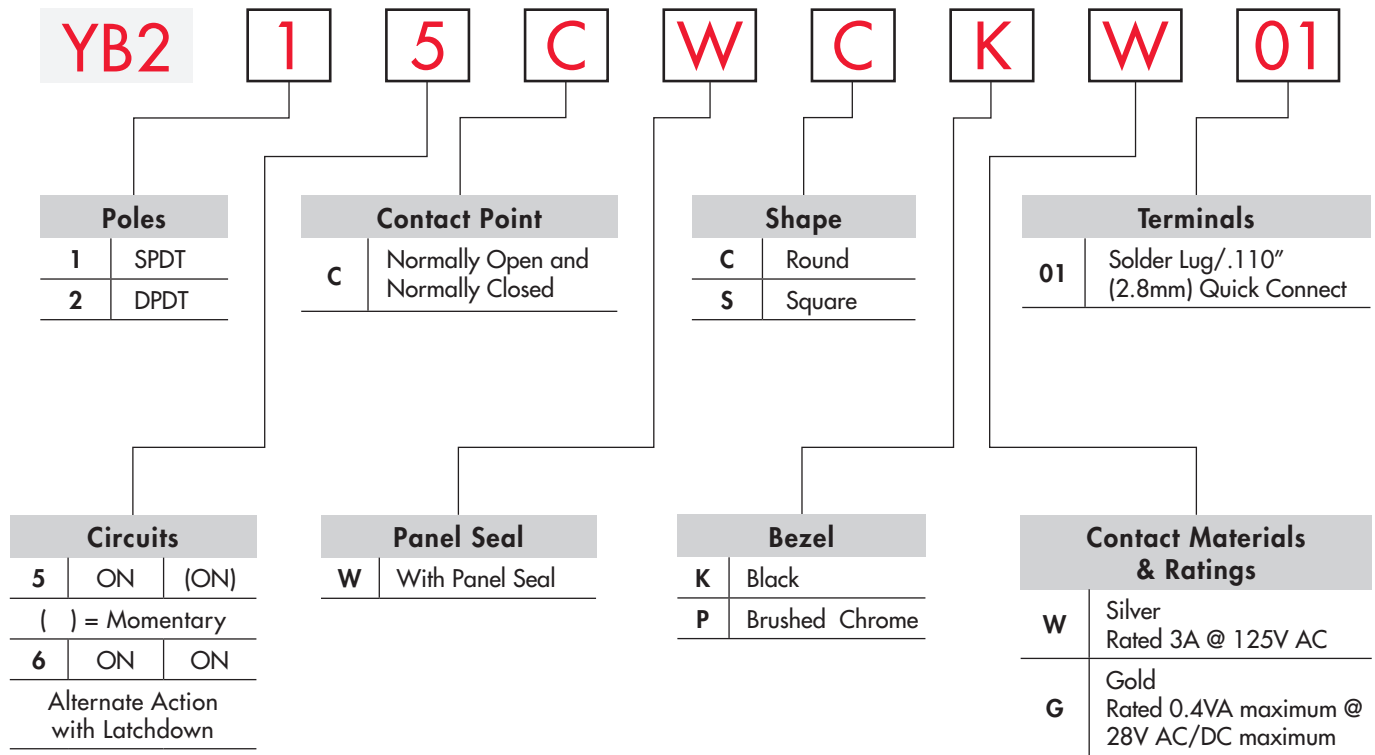 YB2 1 5 C W C K W 01
Poles
1 SPDT
2 DPDT
Contact Point
C Normally Open and
Normally Closed
Shape
C Round
S Square
Terminals
01 Solder Lug/.110"
(2.8mm) Quick Connect
Circuits
5 ON (ON)
( ) = Momentary
6 ON ON
Alternate Action
with Latchdown
Panel Seal
W With Panel Seal
Bezel
K Black
P Brushed Chrome
Contact Materials
& Ratings
W Silver
Rated 3A @ 125V AC
G Gold
Rated 0.4VA maximum @
28V AC/DC maximum